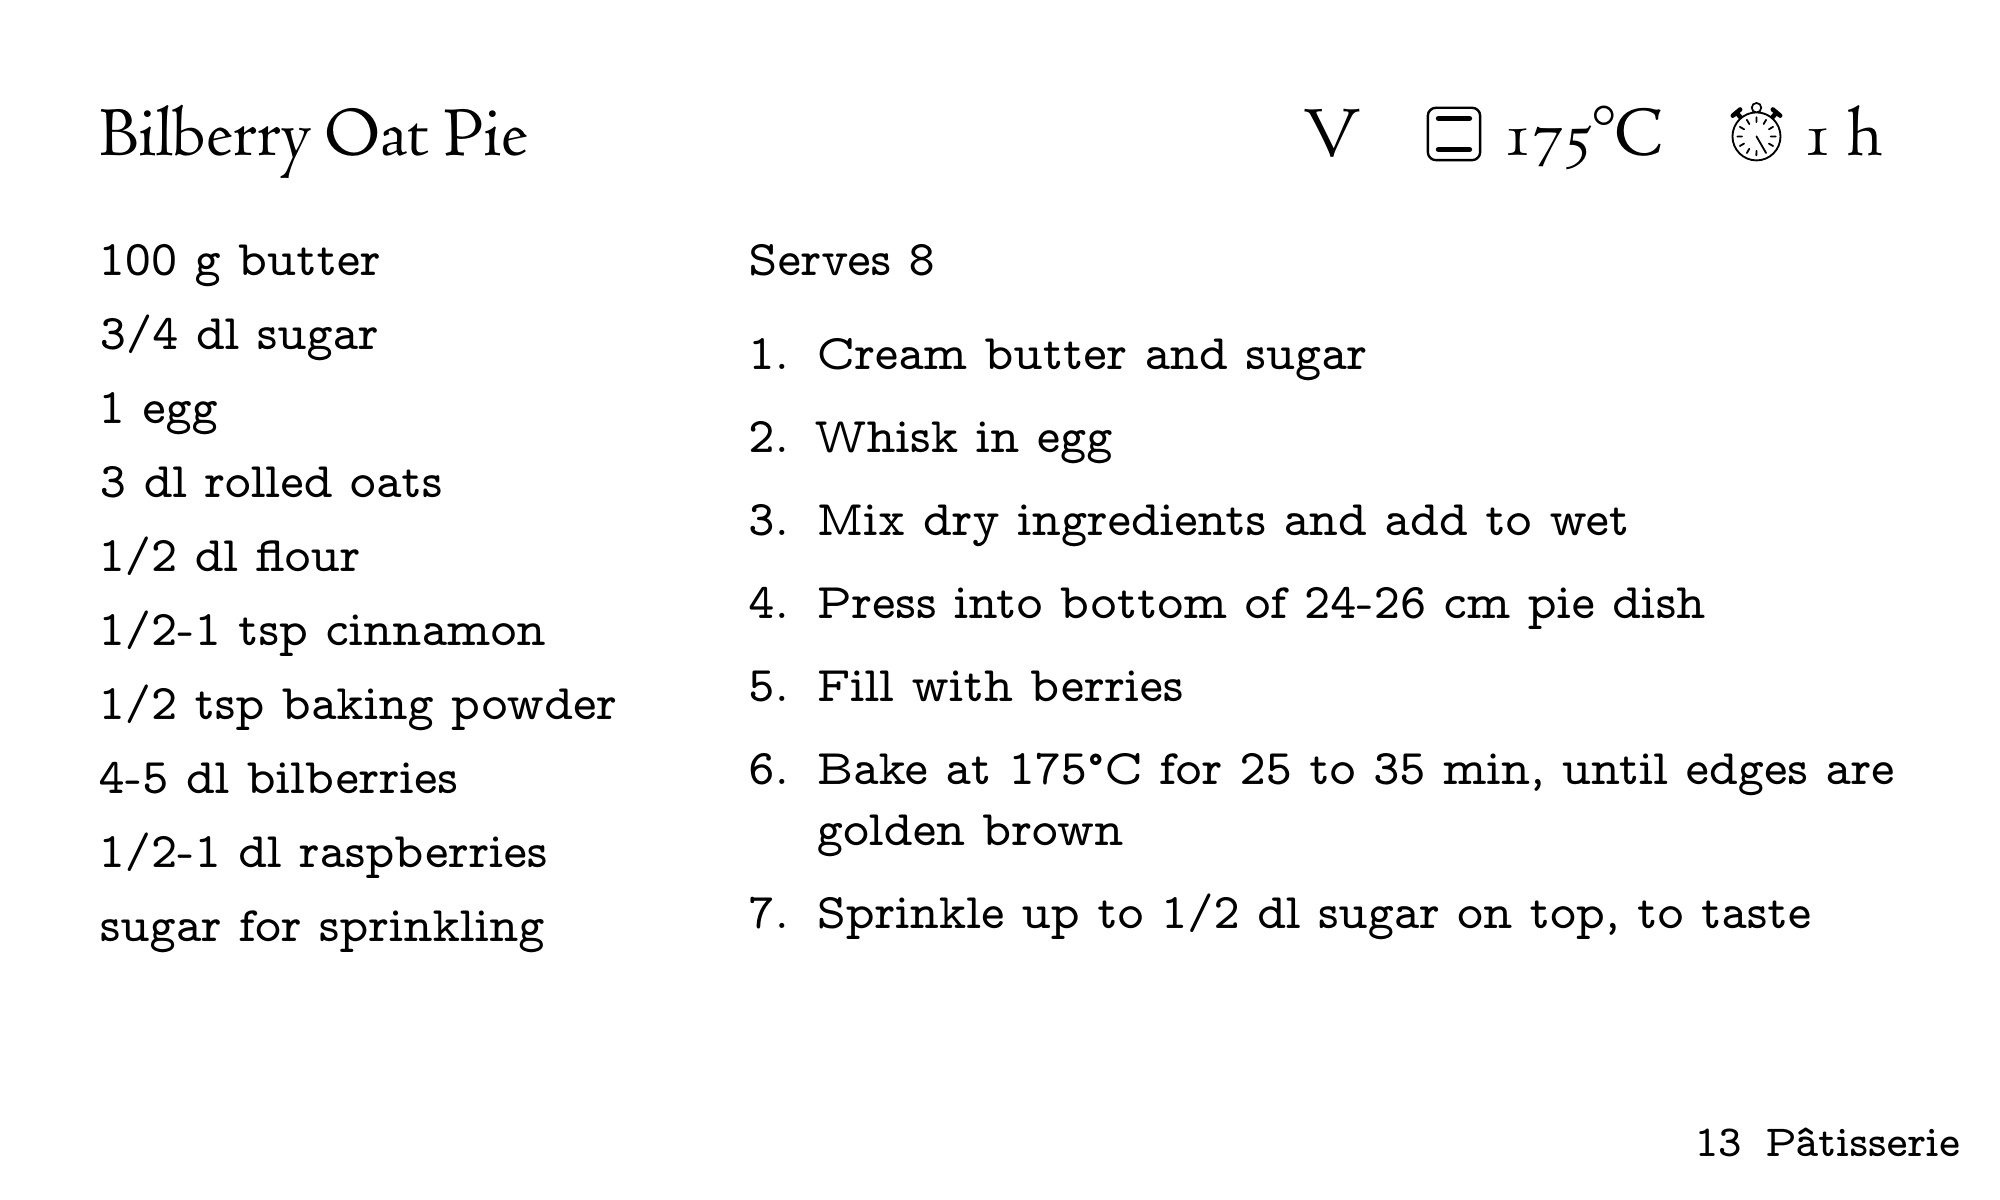 Bilberry Oat Pie
V 175°C 1 h
100 g butter
3/4 dl sugar
1 egg
3 dl rolled oats
1/2 dl flour
1/2-1 tsp cinnamon
1/2 tsp baking powder
4-5 dl bilberries
1/2-1 dl raspberries
sugar for sprinkling
Serves 8
1. Cream butter and sugar
2. Whisk in egg
3. Mix dry ingredients and add to wet
4. Press into bottom of 24-26 cm pie dish
5. Fill with berries
6. Bake at 175°C for 25 to 35 min, until edges are
golden brown
7. Sprinkle up to 1/2 dl sugar on top, to taste
13 Pâtisserie